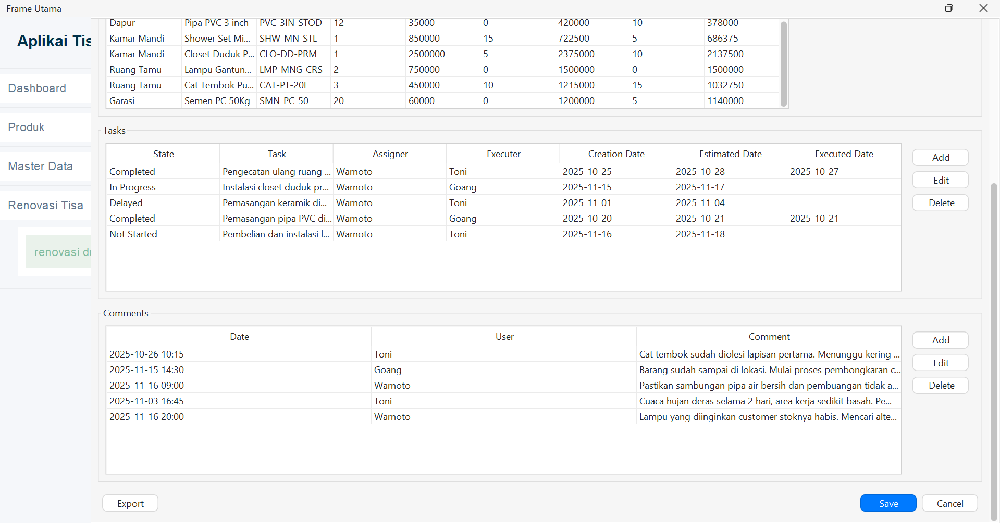 Frame Utama
Aplikai Tis
Dashboard
Produk
Master Data
Renovasi Tisa
renovasi du
Dapur Pipa PVC 3 inch PVC-3IN-STOD 12 35000 0 420000 10 378000
Kamar Mandi Shower Set Mi... SHW-MN-STL 1 850000 15 722500 5 686375
Kamar Mandi Closet Duduk P... CLO-DD-PRM 1 2500000 5 2375000 10 2137500
Ruang Tamu Lampu Gantun... LMP-MNG-CRS 2 750000 0 1500000 0 1500000
Ruang Tamu Cat Tembok Pu... CAT-PT-20L 3 450000 10 1215000 15 1032750
Garasi Semen PC 50Kg SMN-PC-50 20 60000 0 1200000 5 1140000
Tasks
State Task Assigner Executer Creation Date Estimated Date Executed Date
Completed Pengecatan ulang ruang ... Warnoto Toni 2025-10-25 2025-10-28 2025-10-27
In Progress Instalasi closet duduk pr... Warnoto Goang 2025-11-15 2025-11-17
Delayed Pemasangan keramik di... Warnoto Toni 2025-11-01 2025-11-04
Completed Pemasangan pipa PVC di... Warnoto Goang 2025-10-20 2025-10-21 2025-10-21
Not Started Pembelian dan instalasi l... Warnoto Toni 2025-11-16 2025-11-18
Add
Edit
Delete
Comments
Date User Comment
2025-10-26 10:15 Toni Cat tembok sudah diolesi lapisan pertama. Menunggu kering ...
2025-11-15 14:30 Goang Barang sudah sampai di lokasi. Mulai proses pembongkaran c...
2025-11-16 09:00 Warnoto Pastikan sambungan pipa air bersih dan pembuangan tidak a...
2025-11-03 16:45 Toni Cuaca hujan deras selama 2 hari, area kerja sedikit basah. Pe...
2025-11-16 20:00 Warnoto Lampu yang diinginkan customer stoknya habis. Mencari alte...
Add
Edit
Delete
Export
Save
Cancel